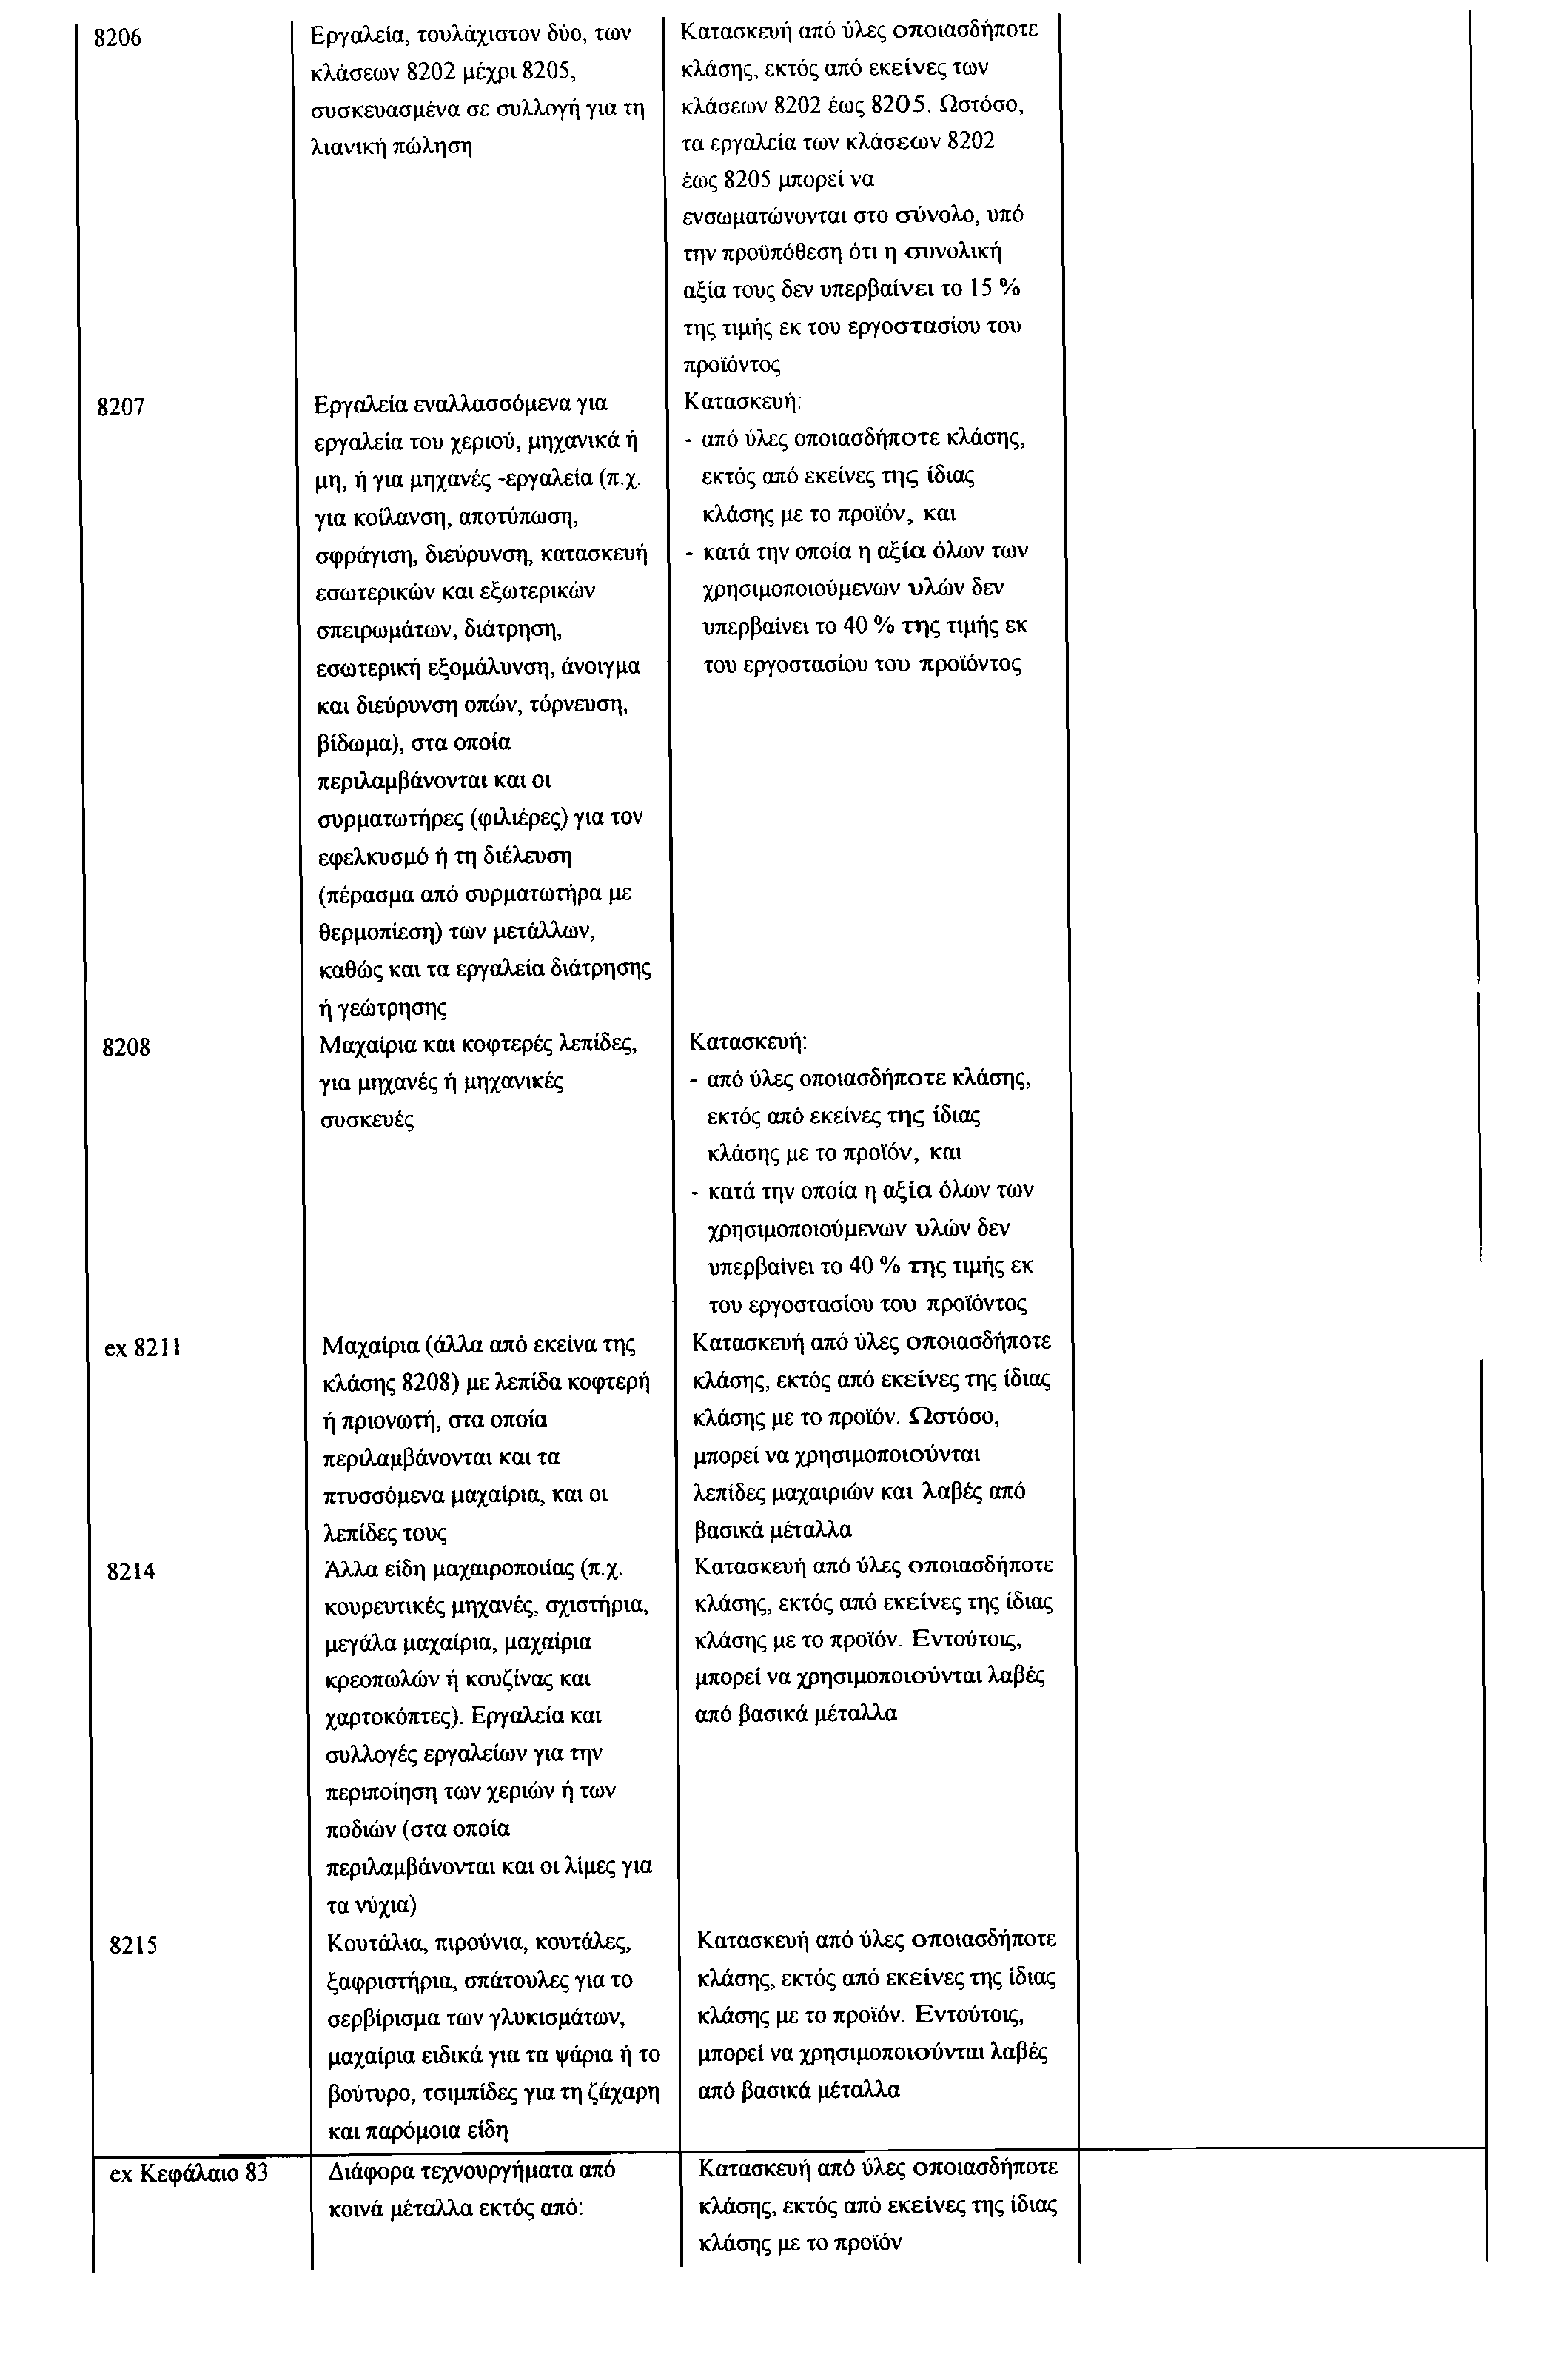 8206
Εργαλεία, τουλάχιστον δύο, των
κλάσεων 8202 μέχρι 8205,
συσκευασμένα σε συλλογή για τη
λιανική πώληση
Κατασκευή από ύλες οποιασδήποτε
κλάσης, εκτός από εκείνες των
κλάσεων 8202 έως 8205. Ωστόσο,
τα εργαλεία των κλάσεων 8202
έως 8205 μπορεί να
ενσωματώνονται στο σύνολο, υπό
την προϋπόθεση ότι η συνολική
αξία τους δεν υπερβαίνει το 15 %
της τιμής εκ του εργοστασίου του
προϊόντος
8207
Εργαλεία εναλλασσόμενα για
εργαλεία του χεριού, μηχανικά ή
μη, ή για μηχανές -εργαλεία (π.χ.
για κοίλανση, αποτύπωση,
σφράγιση, διεύρυνση, κατασκευή
εσωτερικών και εξωτερικών
σπειρωμάτων, διάτρηση,
εσωτερική εξομάλυνση, άνοιγμα
και διεύρυνση οπών, τόρνευση,
βίδωμα), στα οποία
περιλαμβάνονται και οι
συρματωτήρες (φιλιέρες) για τον
εφελκυσμό ή τη διέλευση
(πέρασμα από συρματωτήρα με
θερμοπίεση) των μετάλλων,
καθώς και τα εργαλεία διάτρησης
ή γεώτρησης
Κατασκευή:
- από ύλες οποιασδήποτε κλάσης,
εκτός από εκείνες της ίδιας
κλάσης με το προϊόν, και
- κατά την οποία η αξία όλων των
χρησιμοποιούμενων υλών δεν
υπερβαίνει το 40 % της τιμής εκ
του εργοστασίου του προϊόντος
8208
Μαχαίρια και κοφτερές λεπίδες,
για μηχανές ή μηχανικές
συσκευές
Κατασκευή:
- από ύλες οποιασδήποτε κλάσης,
εκτός από εκείνες της ίδιας
κλάσης με το προϊόν, και
- κατά την οποία η αξία όλων των
χρησιμοποιούμενων υλών δεν
υπερβαίνει το 40 % της τιμής εκ
του εργοστασίου του προϊόντος
ex 8211
Μαχαίρια (άλλα από εκείνα της
κλάσης 8208) με λεπίδα κοφτερή
ή πριονωτή, στα οποία
περιλαμβάνονται και τα
πτυσσόμενα μαχαίρια, και οι
λεπίδες τους
Κατασκευή από ύλες οποιασδήποτε
κλάσης, εκτός από εκείνες της ίδιας
κλάσης με το προϊόν. Ωστόσο,
μπορεί να χρησιμοποιούνται
λεπίδες μαχαιριών και λαβές από
βασικά μέταλλα
8214
Άλλα είδη μαχαιροποιίας (π.χ.
κουρευτικές μηχανές, σχιστήρια,
μεγάλα μαχαίρια, μαχαίρια
κρεοπωλών ή κουζίνας και
χαρτοκόπτες). Εργαλεία και
συλλογές εργαλείων για την
περιποίηση των χεριών ή των
ποδιών (στα οποία
περιλαμβάνονται και οι λίμες για
τα νύχια)
Κατασκευή από ύλες οποιασδήποτε
κλάσης, εκτός από εκείνες της ίδιας
κλάσης με το προϊόν. Εντούτοις,
μπορεί να χρησιμοποιούνται λαβές
από βασικά μέταλλα
8215
Κουτάλια, πιρούνια, κουτάλες,
ξαφριστήρια, σπάτουλες για το
σερβίρισμα των γλυκισμάτων,
μαχαίρια ειδικά για τα ψάρια ή το
βούτυρο, τσιμπίδες για τη ζάχαρη
και παρόμοια είδη
Κατασκευή από ύλες οποιασδήποτε
κλάσης, εκτός από εκείνες της ίδιας
κλάσης με το προϊόν. Εντούτοις,
μπορεί να χρησιμοποιούνται λαβές
από βασικά μέταλλα
ex Κεφάλαιο 83
Διάφορα τεχνουργήματα από
κοινά μέταλλα εκτός από:
Κατασκευή από ύλες οποιασδήποτε
κλάσης, εκτός από εκείνες της ίδιας
κλάσης με το προϊόν